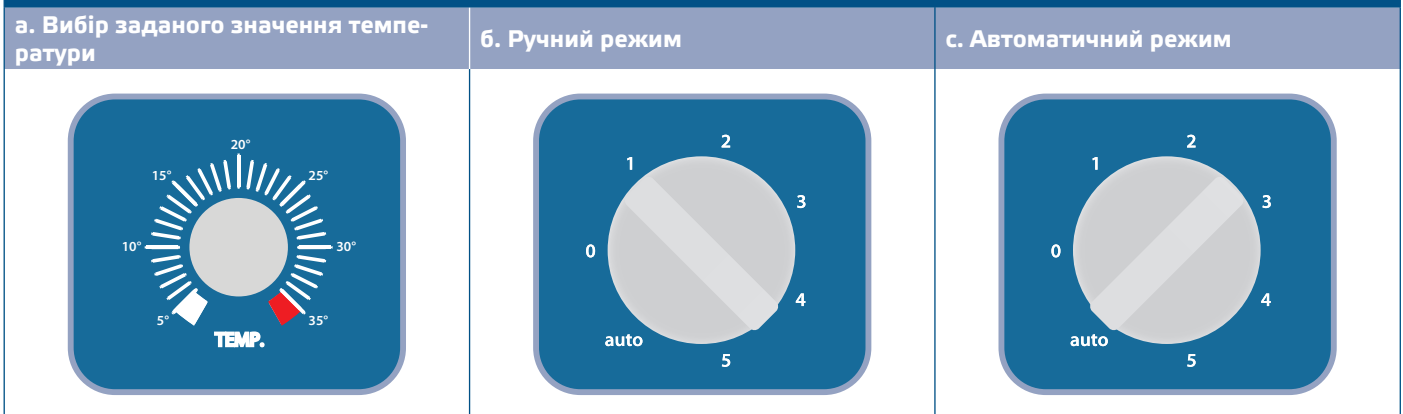 а. Вибір заданого значення темпе-
ратури
б. Ручний режим
с. Автоматичний режим
20°
15°
25°
10°
30°
5°
35°
TEMP.
2
1
3
0
4
auto
5
2
1
3
0
4
auto
5